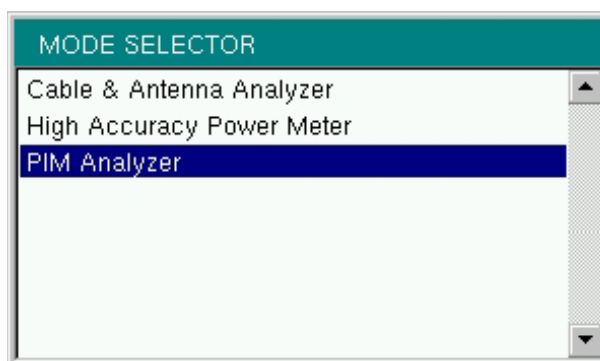 MODE SELECTOR
Cable & Antenna Analyzer
High Accuracy Power Meter
PIM Analyzer